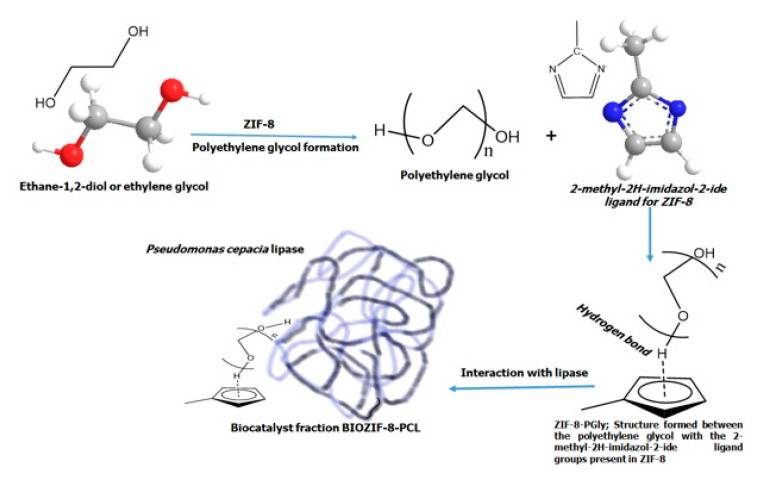 OH
HO
Ethane-1,2-diol or ethylene glycol
ZIF-8
Polyethylene glycol formation
H
O
OH
n
Polyethylene glycol
+
C-
N
N-
2-methyl-2H-imidazol-2-ide
ligand for ZIF-8
OH
n
O
Hydrogen bond
H
ZIF-8-PGly; Structure formed between
the polyethylene glycol with the 2-
methyl-2H-imidazol-2-ide ligand
groups present in ZIF-8
Interaction with lipase
Pseudomonas cepacia lipase
O
H
n
O
H
Biocatalyst fraction BIOZIF-8-PCL